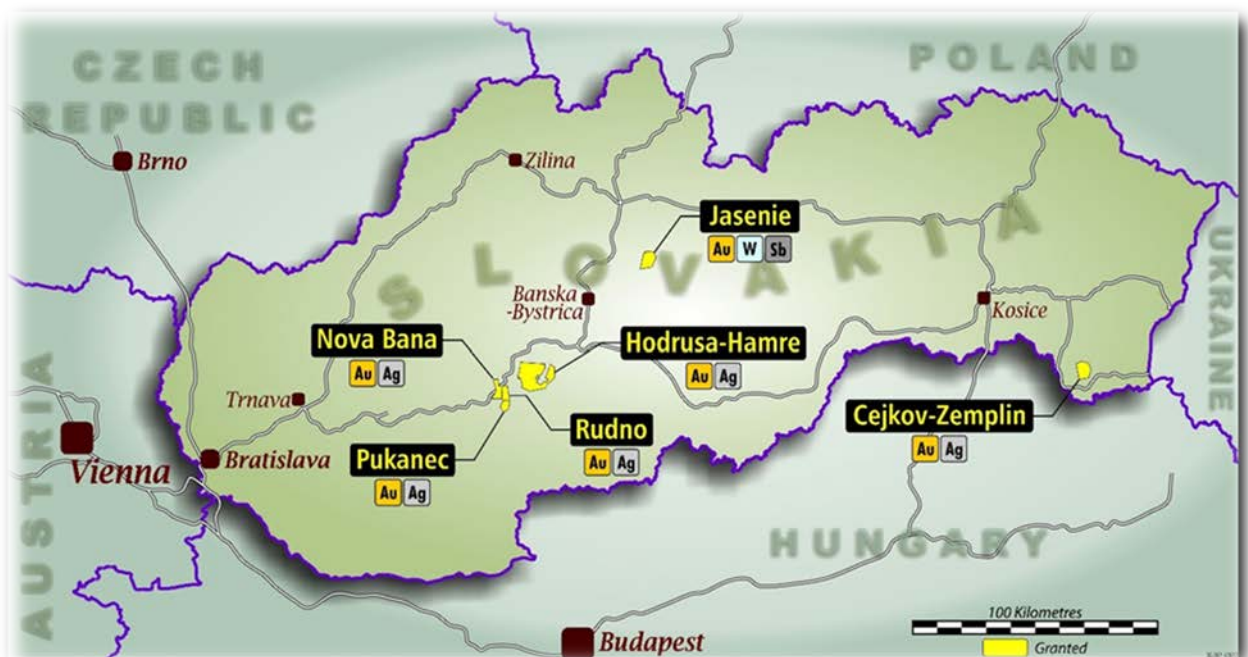 CZECH
REPUBLIC
POLAND
Brno
Zilina
Jasenie
Au W Sb
SLOVAKIA
UKRAINE
Banska
-Bystrica
Kosice
Nova Bana
Au Ag
Hodrusa-Hamre
Au Ag
Trnava
Cejkov-Zemplin
Au Ag
Rudno
Au Ag
Pukanec
Au Ag
Bratislava
AUSTRIA
Vienna
HUNGARY
Budapest
100 Kilometres
Granted